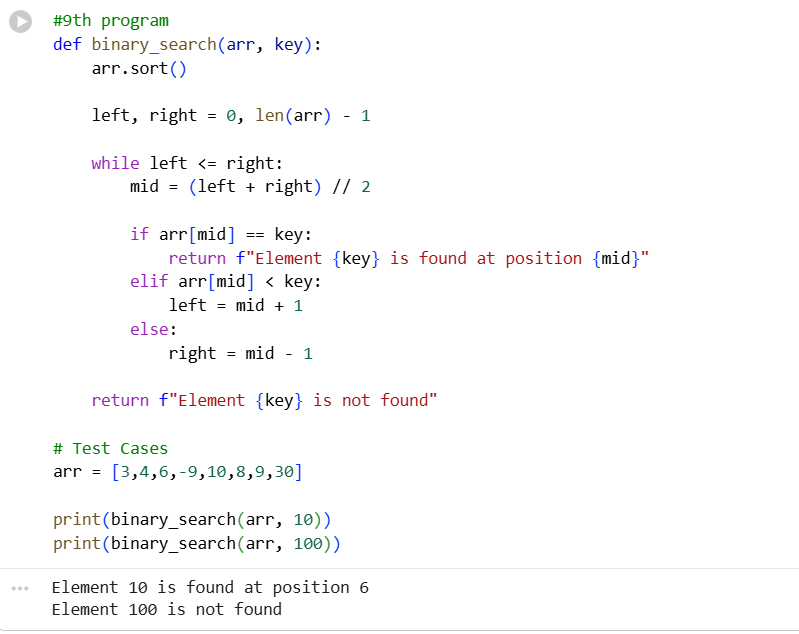 #9th program
def binary_search(arr, key):
    arr.sort()

    left, right = 0, len(arr) - 1

    while left <= right:
        mid = (left + right) // 2

        if arr[mid] == key:
            return f"Element {key} is found at position {mid}"
        elif arr[mid] < key:
            left = mid + 1
        else:
            right = mid - 1

    return f"Element {key} is not found"

# Test Cases
arr = [3,4,6,-9,10,8,9,30]

print(binary_search(arr, 10))
print(binary_search(arr, 100))

Element 10 is found at position 6
Element 100 is not found